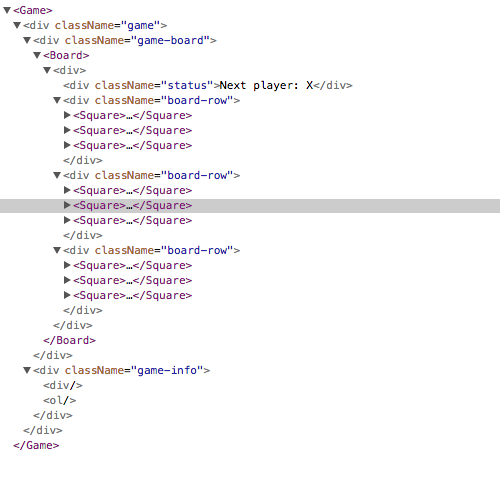 <Game>
<div className="game">
<div className="game-board">
<Board>
<div>
<div className="status">Next player: X</div>
<div className="board-row">
<Square>…</Square>
<Square>…</Square>
<Square>…</Square>
</div>
<div className="board-row">
<Square>…</Square>
<Square>…</Square>
<Square>…</Square>
</div>
<div className="board-row">
<Square>…</Square>
<Square>…</Square>
<Square>…</Square>
</div>
</div>
</Board>
</div>
<div className="game-info">
<div/>
<ol/>
</div>
</div>
</Game>